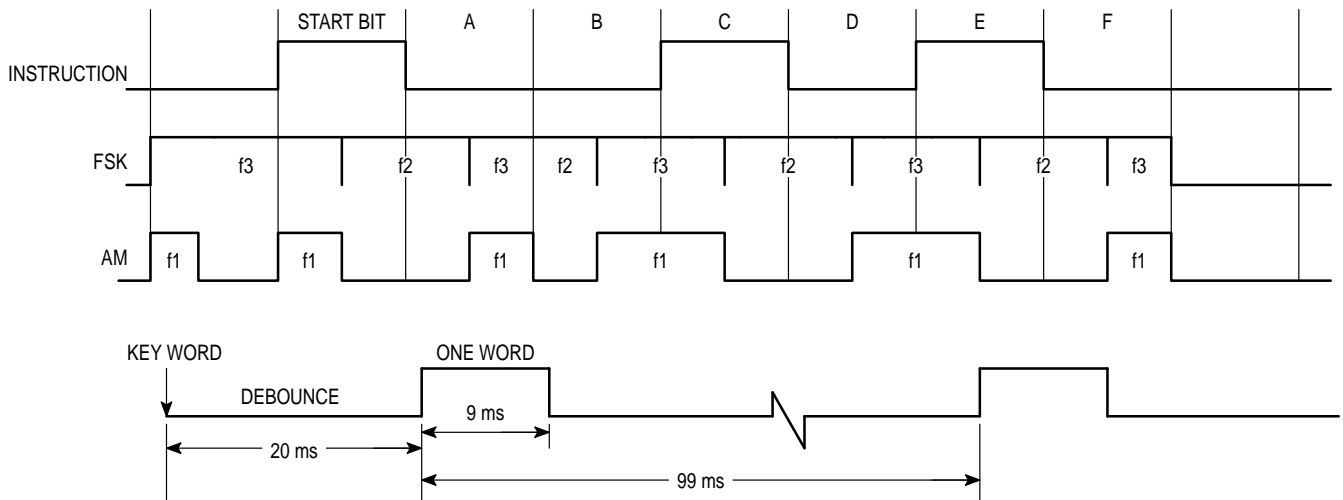 START BIT A B C D E F
INSTRUCTION
FSK f3 f2 f3 f2 f3 f2 f3 f2 f3
AM f1 f1 f1 f1 f1 f1
KEY WORD ONE WORD
DEBOUNCE
9 ms
20 ms
99 ms